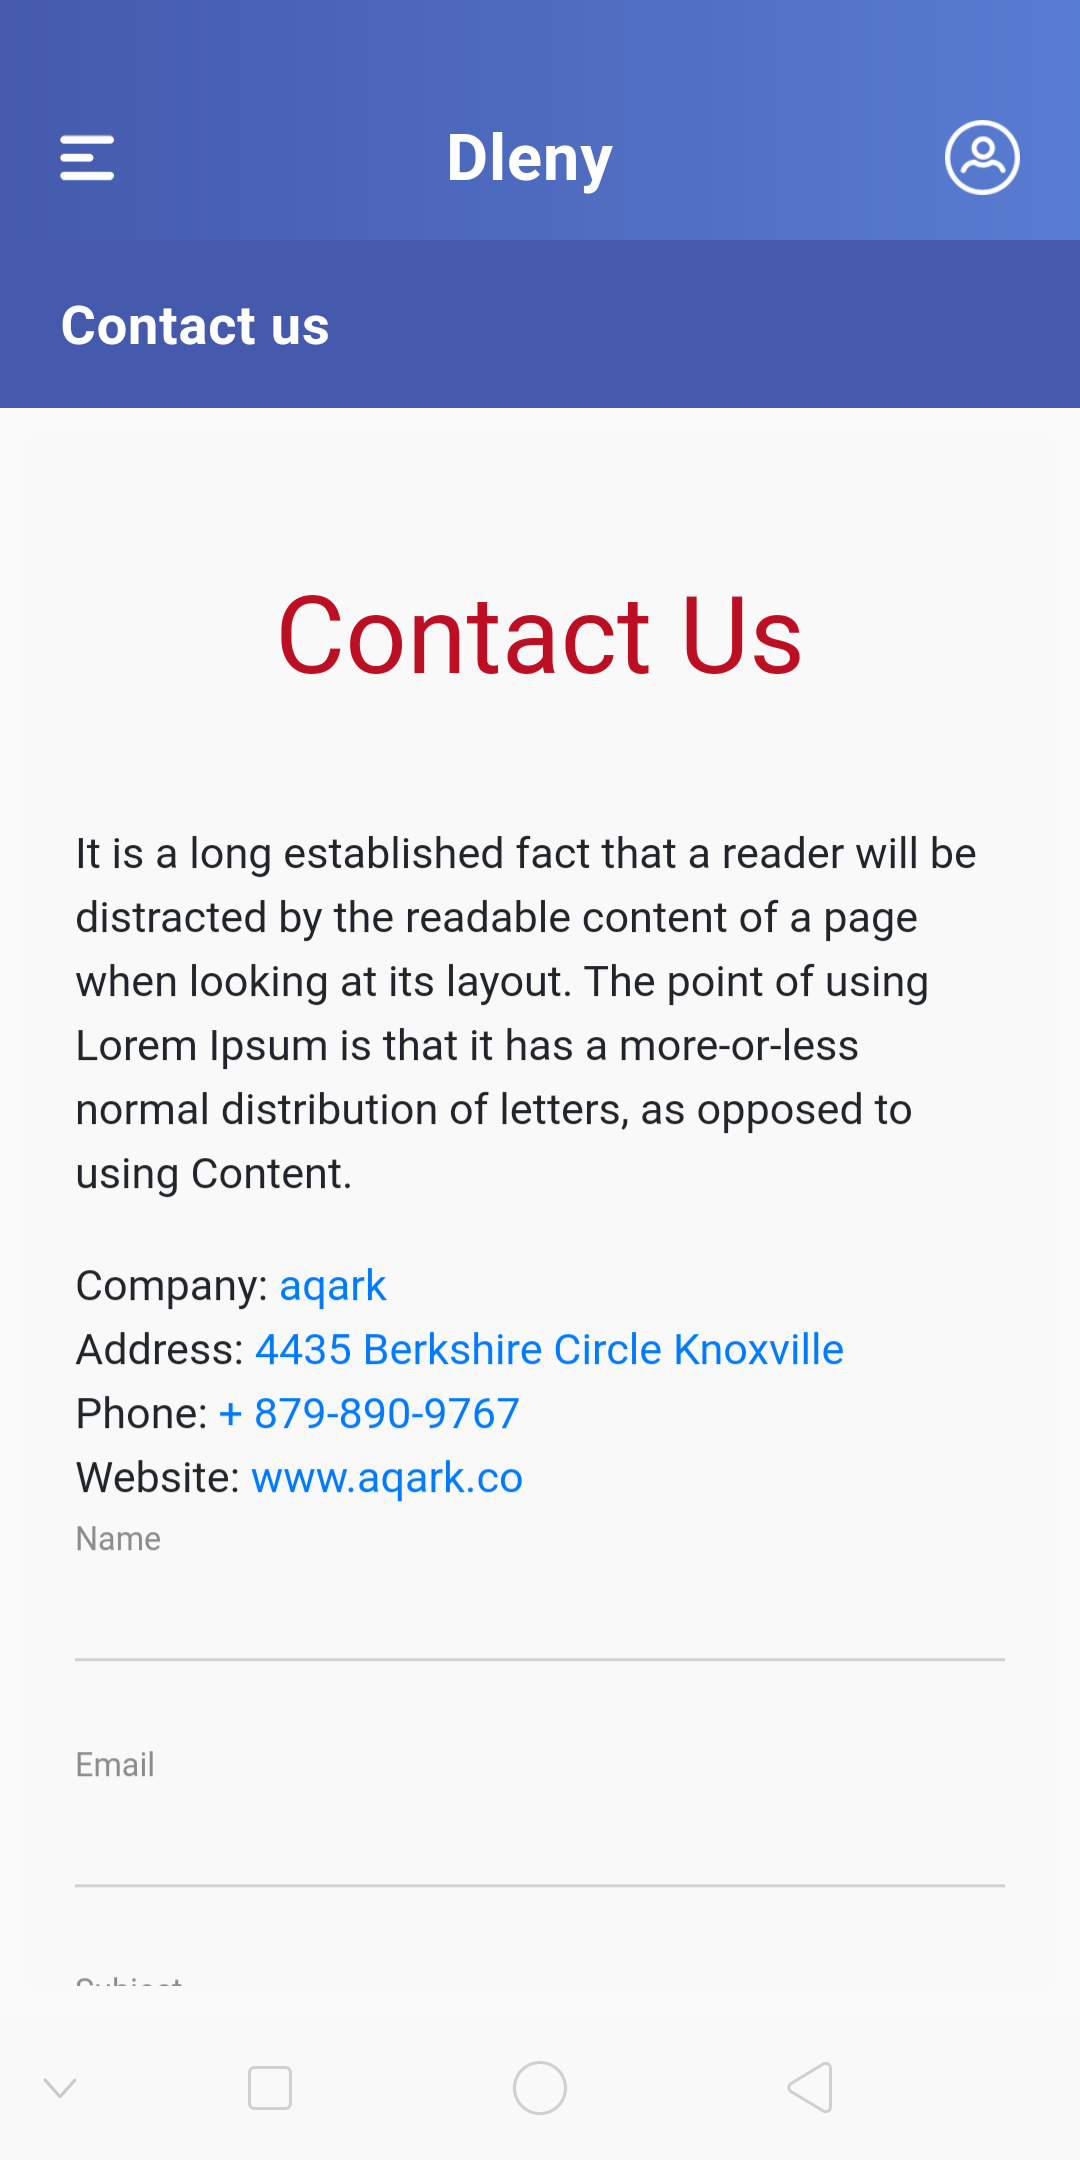 Dleny
Contact us
Contact Us
It is a long established fact that a reader will be
distracted by the readable content of a page
when looking at its layout. The point of using
Lorem Ipsum is that it has a more-or-less
normal distribution of letters, as opposed to
using Content.
Company: aqark
Address: 4435 Berkshire Circle Knoxville
Phone: + 879-890-9767
Website: www.aqark.co
Name
Email
Subject